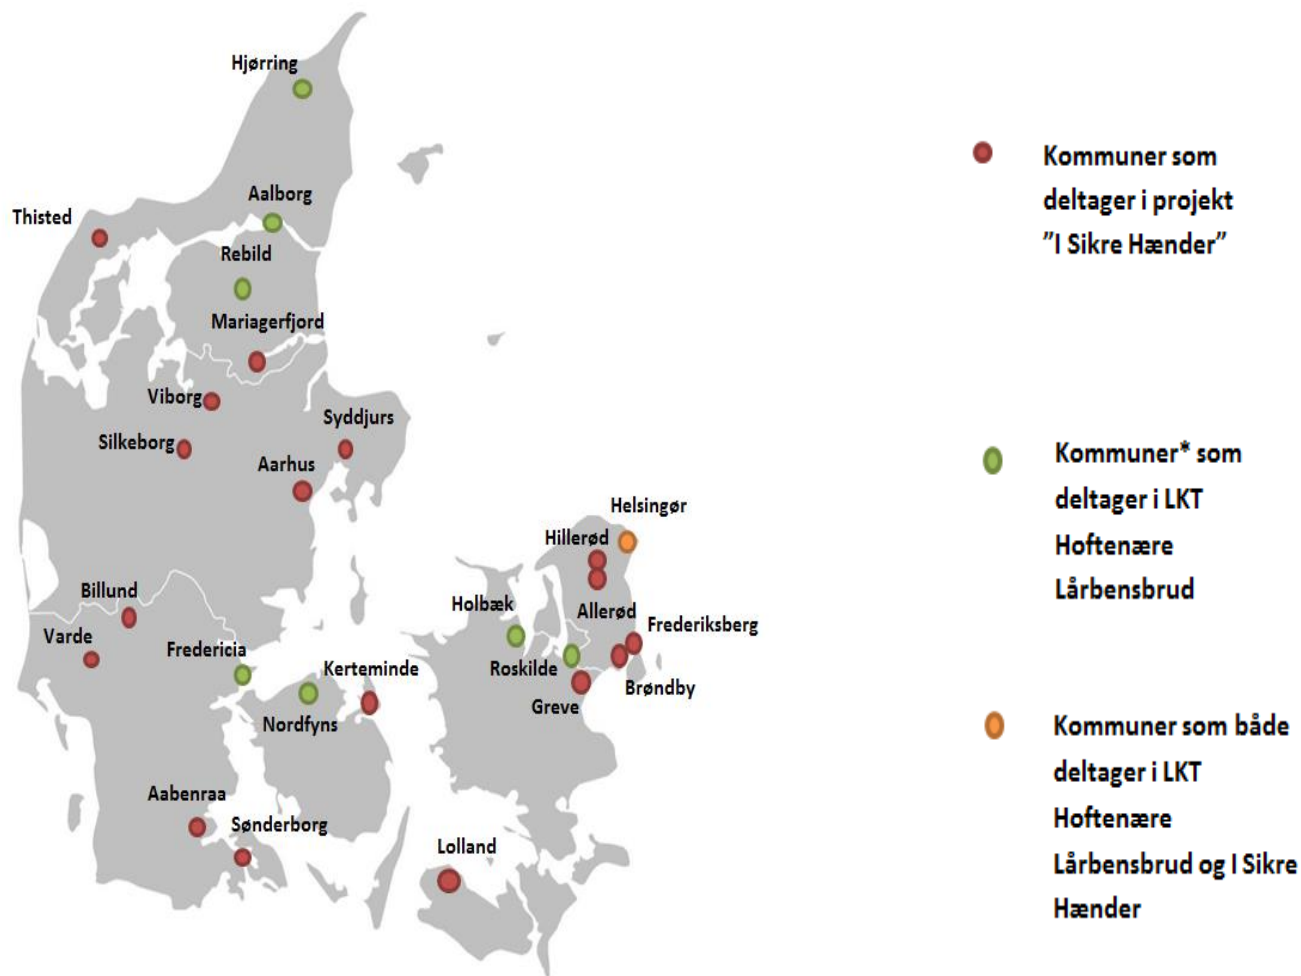 Hjørring
Aalborg
Thisted
Rebild
Mariagerfjord
Viborg
Syddjurs
Silkeborg
Aarhus
Helsingør
Hillerød
Billund
Holbæk
Allerød
Frederiksberg
Varde
Fredericia
Kerteminde
Roskilde
Brøndby
Greve
Nordfyns
Aabenraa
Sønderborg
Lolland
Kommuner som
deltager i projekt
”I Sikre Hænder”
Kommuner* som
deltager i LKT
Hoftenære
Lårbensbrud
Kommuner som både
deltager i LKT
Hoftenære
Lårbensbrud og I Sikre
Hænder